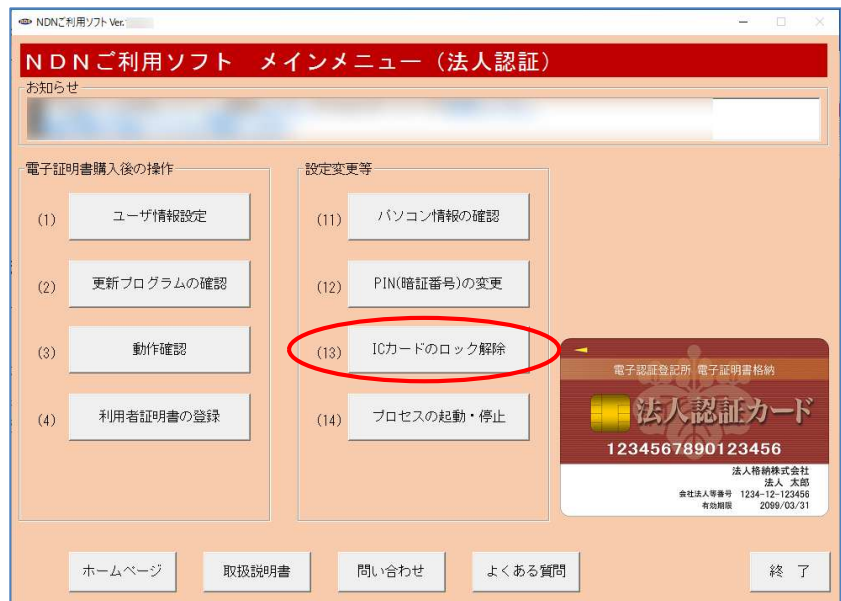 NDNご利用ソフト Ver.
NDNご利用ソフト メインメニュー（法人認証）
お知らせ
電子証明書購入後の操作
(1) ユーザ情報設定
(2) 更新プログラムの確認
(3) 動作確認
(4) 利用者証明書の登録
設定変更等
(11) パソコン情報の確認
(12) PIN(暗証番号)の変更
(13) ICカードのロック解除
(14) プロセスの起動・停止
電子認証登記所 電子証明書格納
法人認証カード
1234567890123456
法人格納株式会社
法人 太郎
会社法人等番号 1234-12-123456
有効期限 2099/03/31
ホームページ
取扱説明書
問い合わせ
よくある質問
終 了